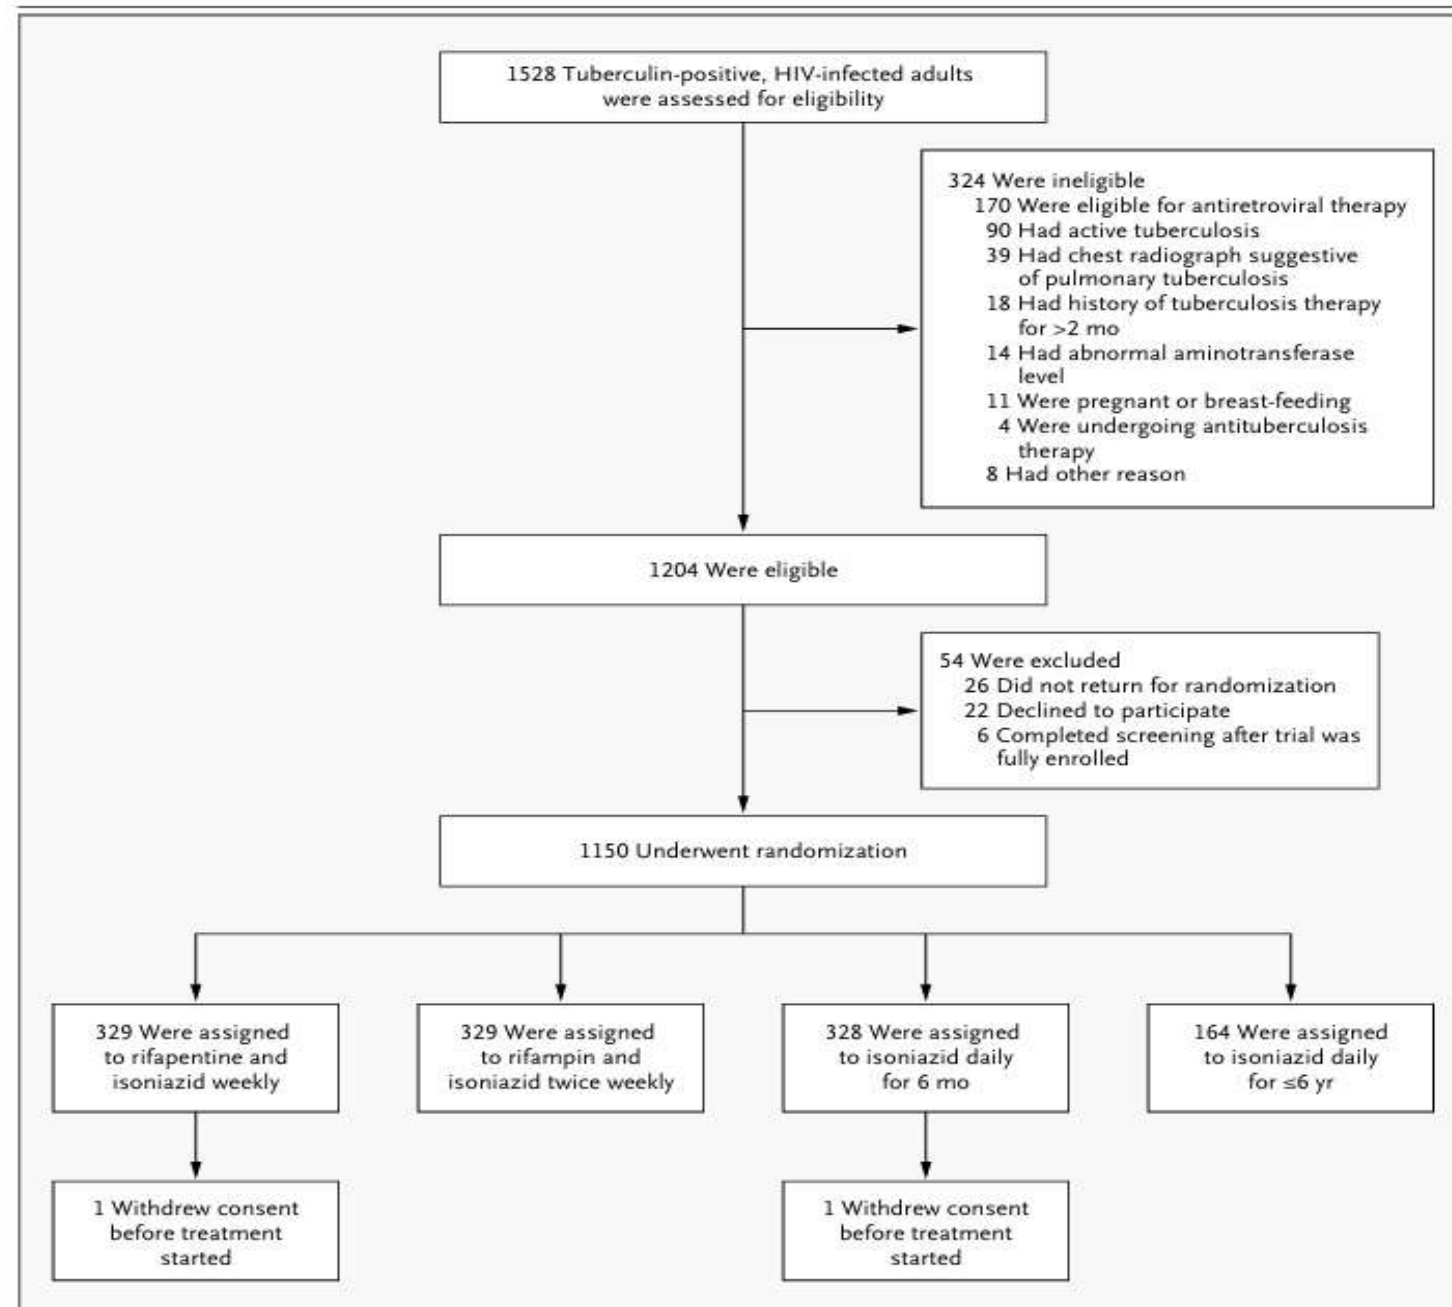 1528 Tuberculin-positive, HIV-infected adults
were assessed for eligibility
324 Were ineligible
170 Were eligible for antiretroviral therapy
90 Had active tuberculosis
39 Had chest radiograph suggestive
of pulmonary tuberculosis
18 Had history of tuberculosis therapy
for >2 mo
14 Had abnormal aminotransferase
level
11 Were pregnant or breast-feeding
4 Were undergoing antituberculosis
therapy
8 Had other reason
1204 Were eligible
54 Were excluded
26 Did not return for randomization
22 Declined to participate
6 Completed screening after trial was
fully enrolled
1150 Underwent randomization
329 Were assigned
to rifapentine and
isoniazid weekly
329 Were assigned
to rifampin and
isoniazid twice weekly
328 Were assigned
to isoniazid daily
for 6 mo
164 Were assigned
to isoniazid daily
for ≤6 yr
1 Withdrew consent
before treatment
started
1 Withdrew consent
before treatment
started